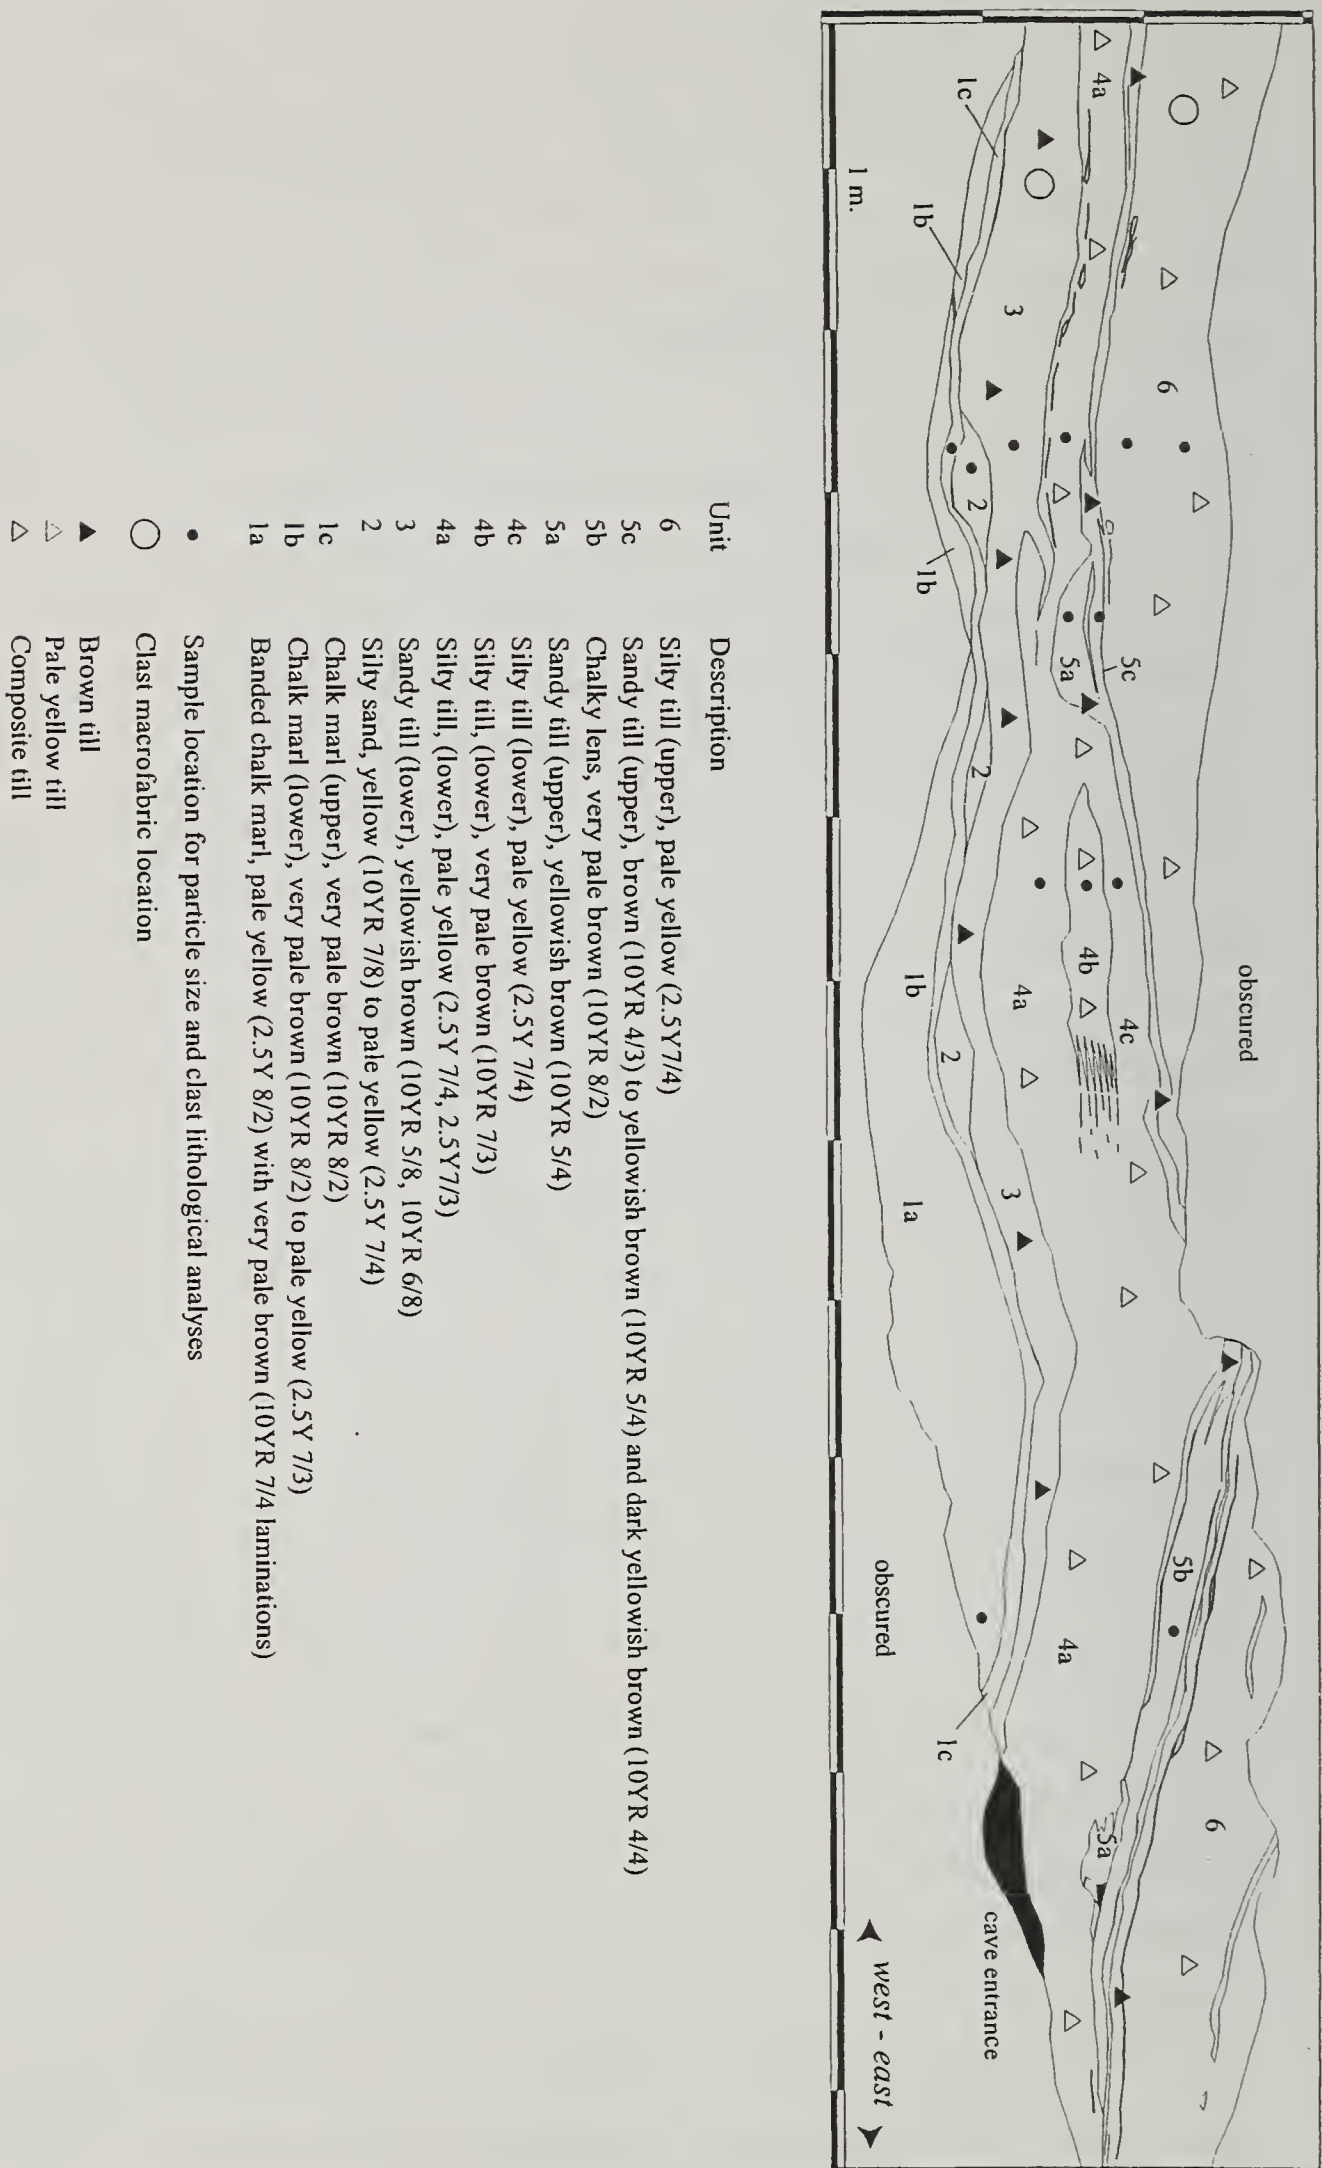 obscured
6
6
4a
5c
5a
4b
4c
5b
5a
3
2
2
4a
3
4a
1c
1b
1b
1b
2
1a
1c
cave entrance
1 m.
obscured
west - east
Unit Description
6 Silty till (upper), pale yellow (2.5Y7/4)
5c Sandy till (upper), brown (10YR 4/3) to yellowish brown (10YR 5/4) and dark yellowish brown (10YR 4/4)
5b Chalky lens, very pale brown (10YR 8/2)
5a Sandy till (upper), yellowish brown (10YR 5/4)
4c Silty till (lower), pale yellow (2.5Y 7/4)
4b Silty till, (lower), very pale brown (10YR 7/3)
4a Silty till, (lower), pale yellow (2.5Y 7/4, 2.5Y7/3)
3 Sandy till (lower), yellowish brown (10YR 5/8, 10YR 6/8)
2 Silty sand, yellow (10YR 7/8) to pale yellow (2.5Y 7/4)
1c Chalk marl (upper), very pale brown (10YR 8/2)
1b Chalk marl (lower), very pale brown (10YR 8/2) to pale yellow (2.5Y 7/3)
1a Banded chalk marl, pale yellow (2.5Y 8/2) with very pale brown (10YR 7/4 laminations)
Sample location for particle size and clast lithological analyses
Clast macrofabric location
Brown till
Pale yellow till
Composite till